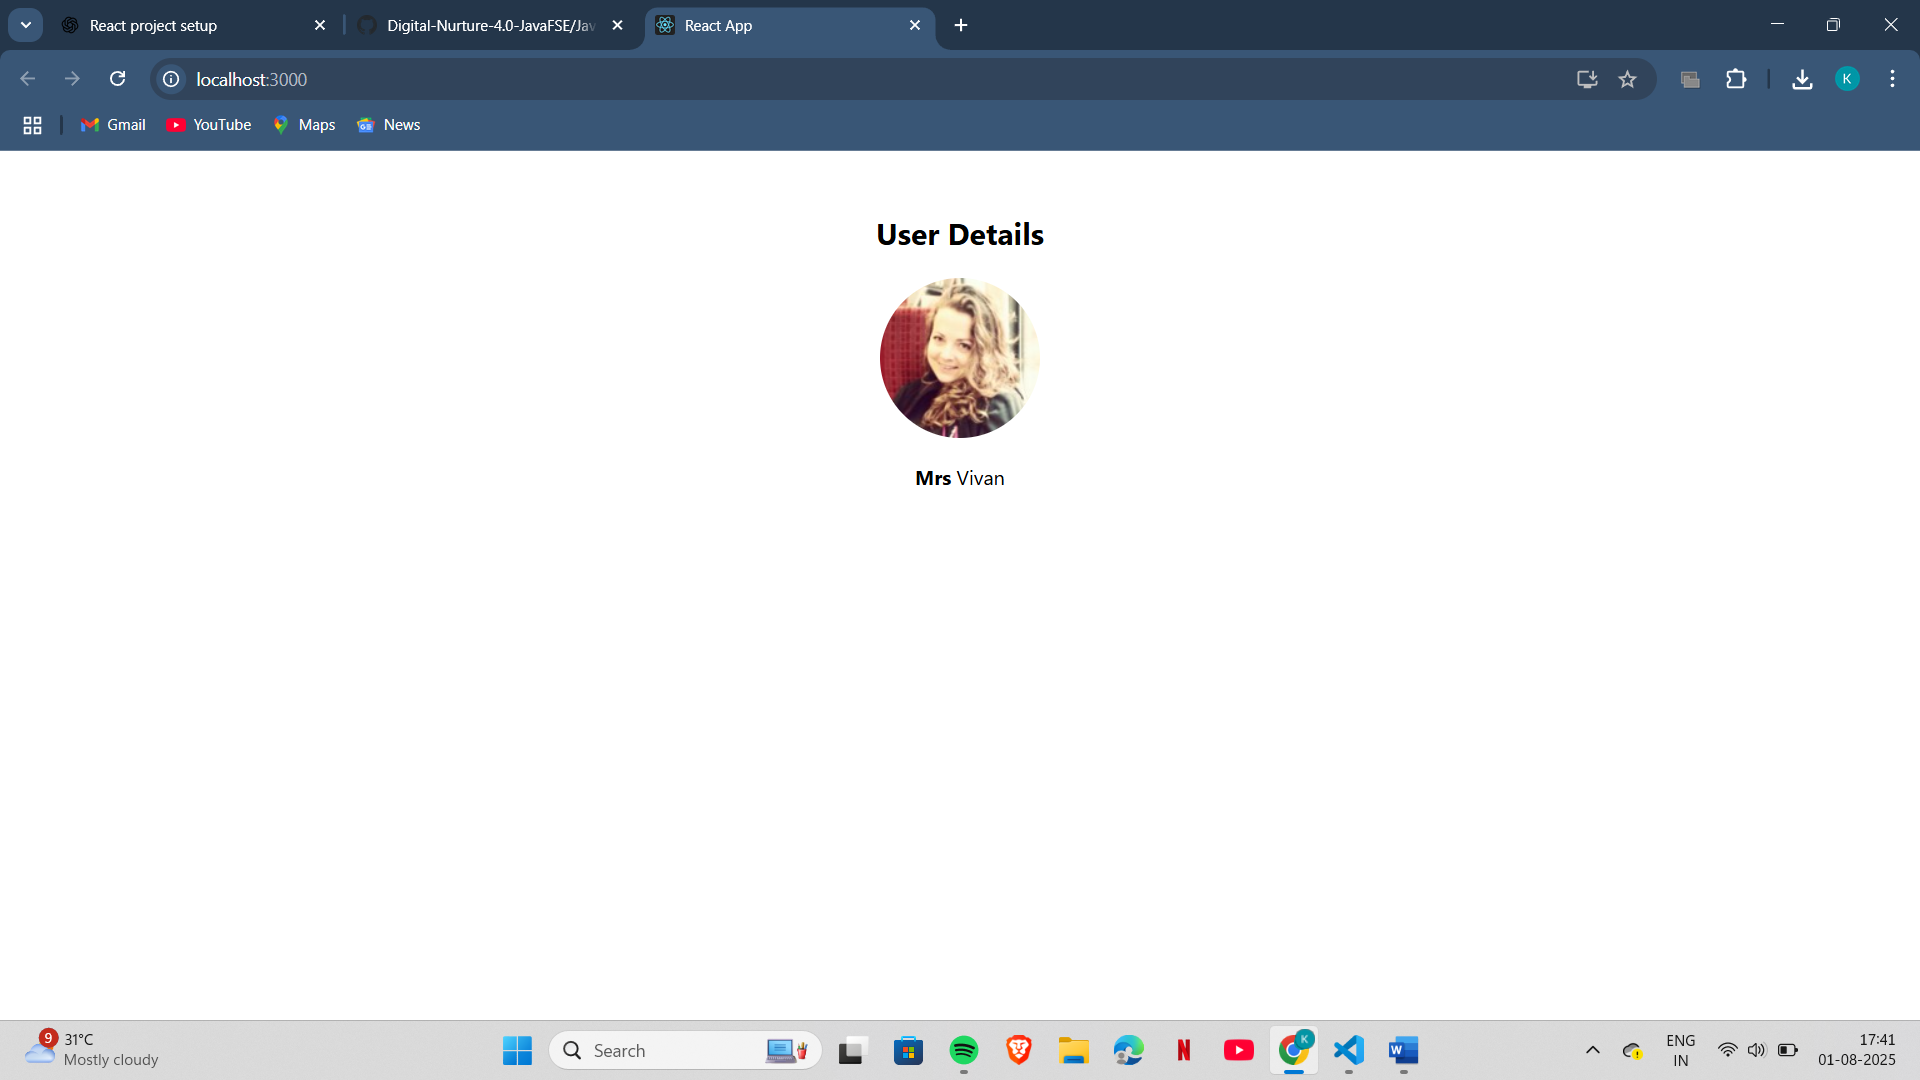 React project setup
Digital-Nurture-4.0-JavaFSE/Jav
React App
localhost:3000
K
Gmail
YouTube
Maps
News
User Details
Mrs Vivan
9
31°C
Mostly cloudy
Search
K
ENG
IN
17:41
01-08-2025